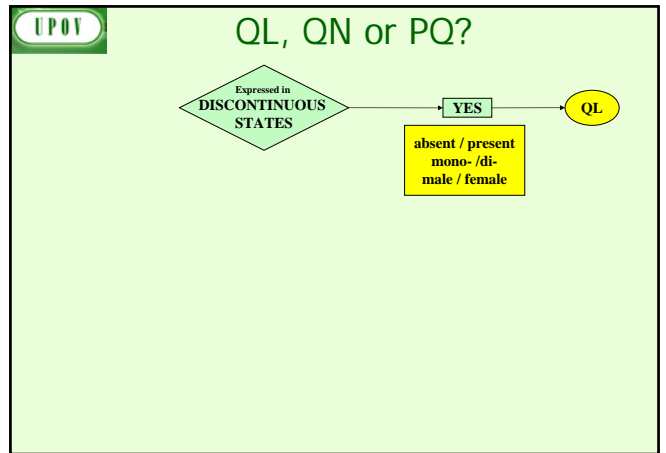 UPOV
QL, QN or PQ?
Expressed in
DISCONTINUOUS
STATES
YES
QL
absent / present
mono- /di-
male / female